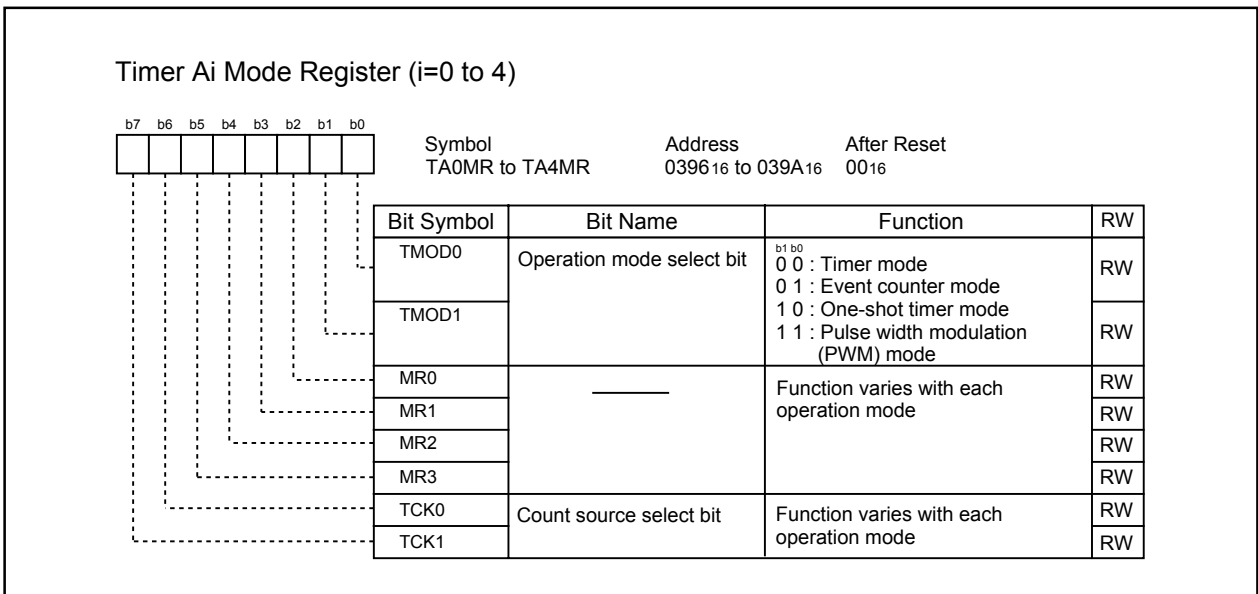 Timer Ai Mode Register (i=0 to 4)
b7 b6 b5 b4 b3 b2 b1 b0
Symbol Address After Reset
TA0MR to TA4MR 039616 to 039A16 0016
Bit Symbol Bit Name Function RW
TMOD0 Operation mode select bit b1 b0
0 0 : Timer mode RW
0 1 : Event counter mode
TMOD1 1 0 : One-shot timer mode
1 1 : Pulse width modulation RW
(PWM) mode
MR0 Function varies with each RW
MR1 operation mode RW
MR2 RW
MR3 RW
TCK0 Count source select bit Function varies with each RW
TCK1 operation mode RW